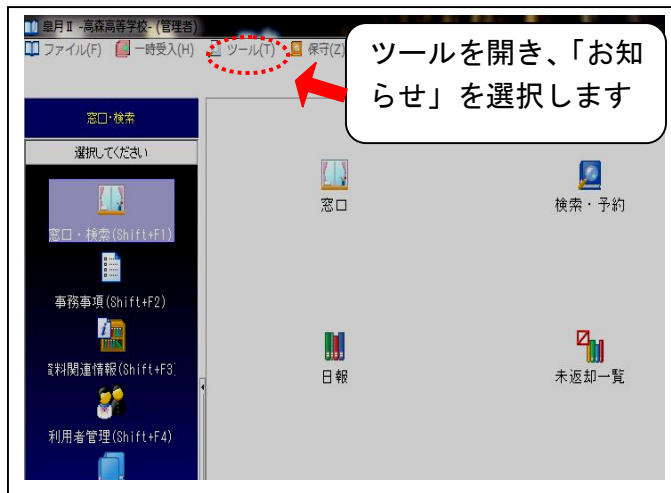 皐月Ⅱ -高森高等学校- (管理者)
ファイル(F) 一時受入(H) ツール(T) 保守(Z)
ツールを開き、「お知
らせ」を選択します
窓口・検索
選択してください
窓口・検索(Shift+F1)
事務事項(Shift+F2)
資料関連情報(Shift+F3)
利用者管理(Shift+F4)
窓口
検索・予約
日報
未返却一覧